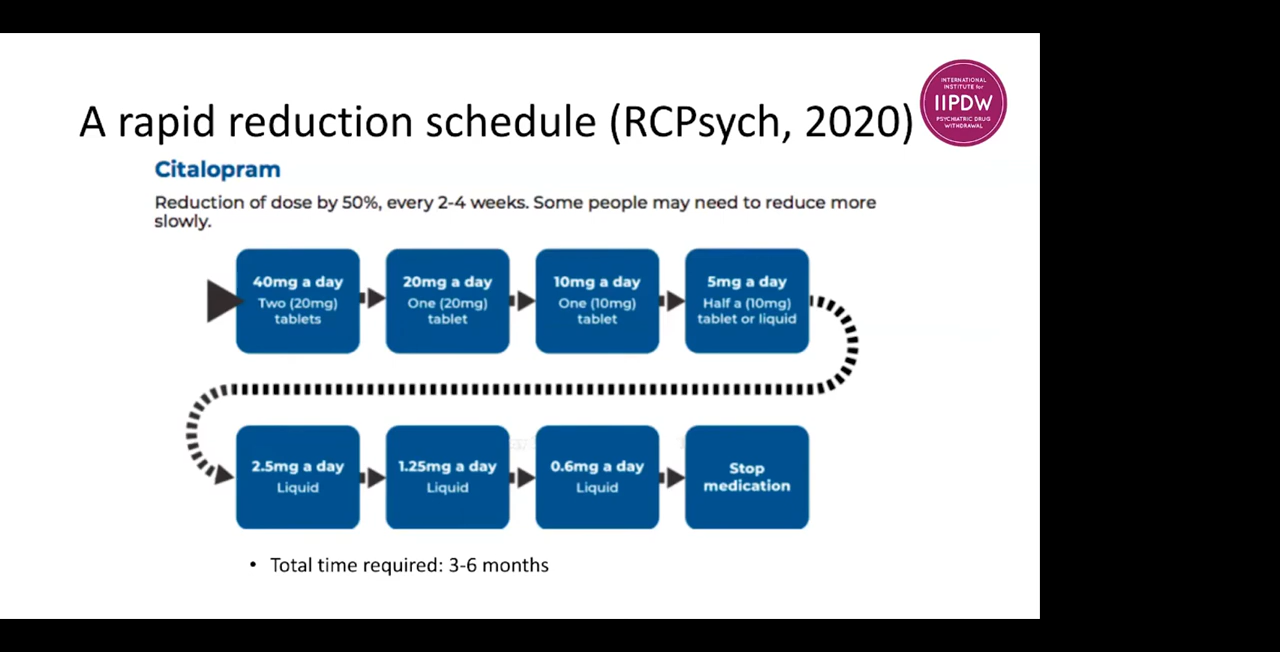 A rapid reduction schedule (RCPsych, 2020)
INTERNATIONAL
INSTITUTE for
IIPDW
PSYCHIATRIC DRUG
WITHDRAWAL
Citalopram
Reduction of dose by 50%, every 2-4 weeks. Some people may need to reduce more
slowly.
40mg a day
Two (20mg)
tablets
20mg a day
One (20mg)
tablet
10mg a day
One (10mg)
tablet
5mg a day
Half a (10mg)
tablet or liquid
2.5mg a day
Liquid
1.25mg a day
Liquid
0.6mg a day
Liquid
Stop
medication
• Total time required: 3-6 months